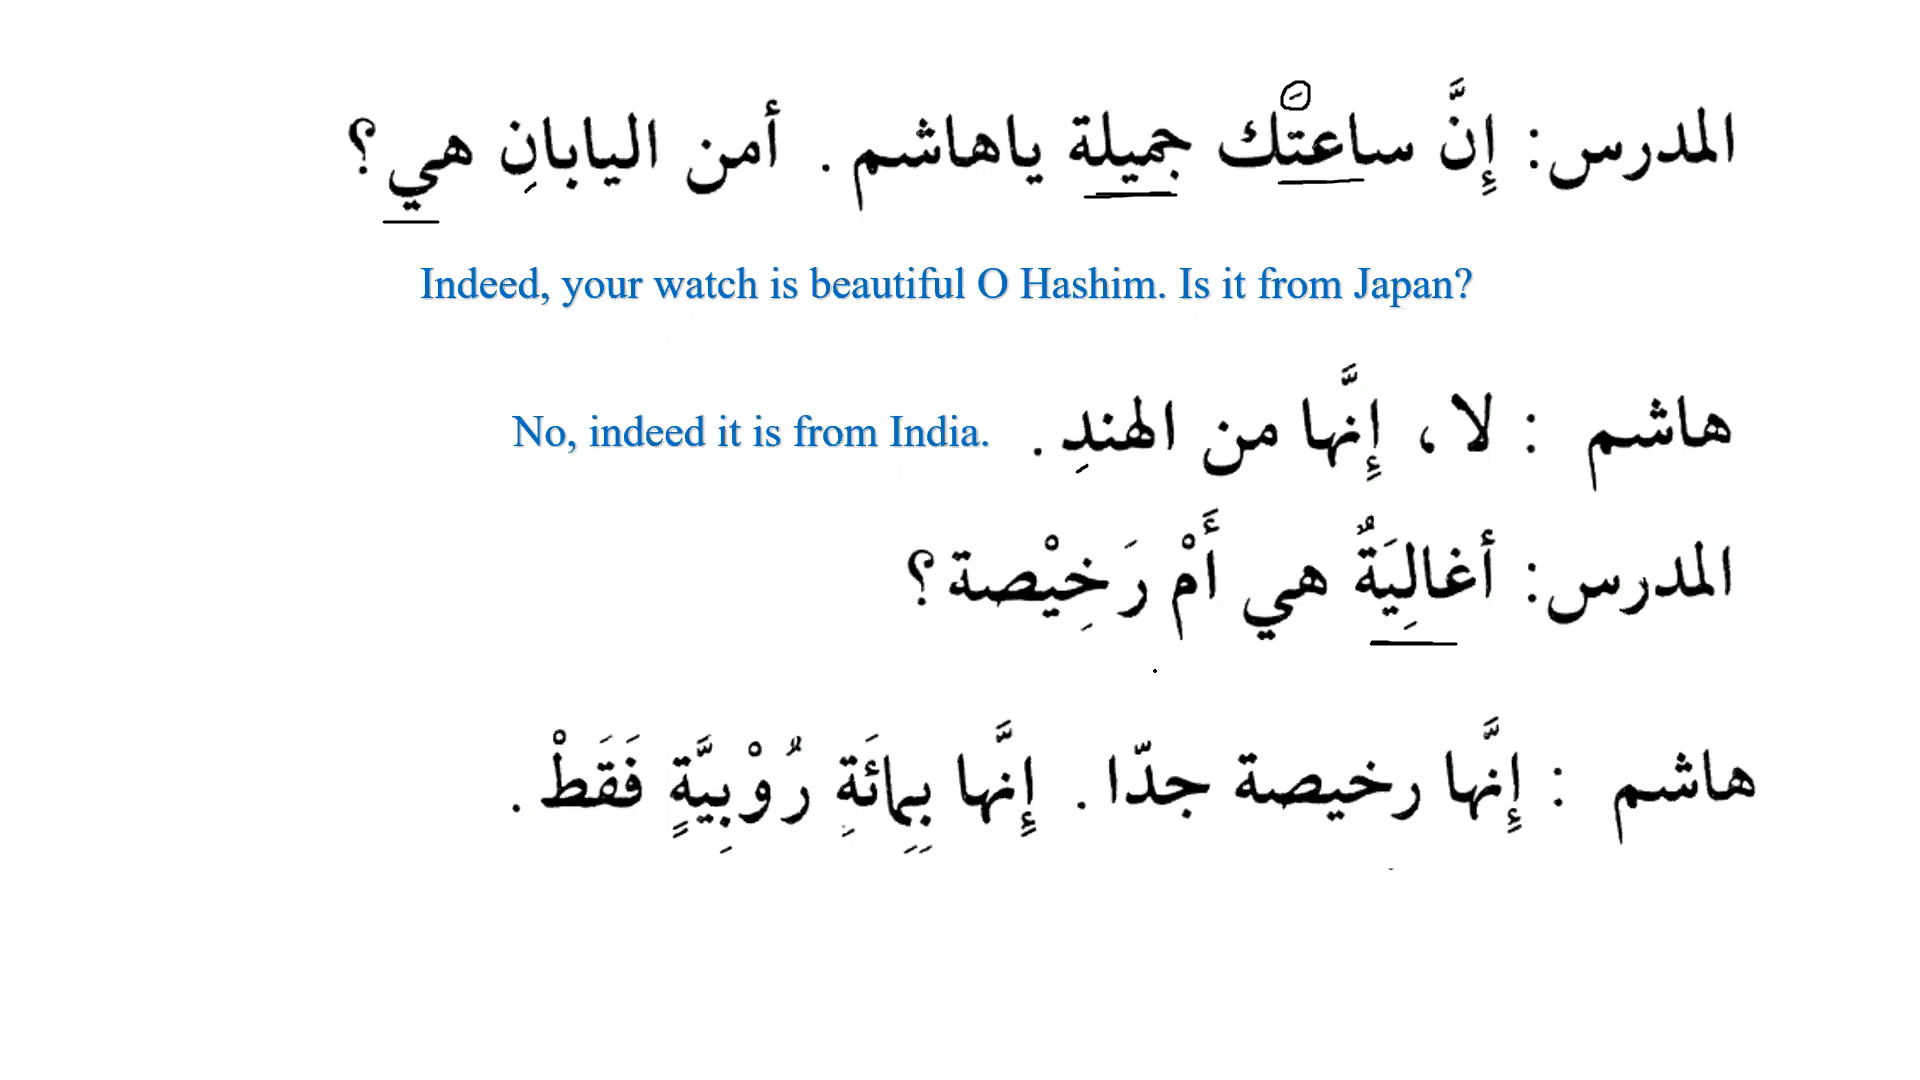 المدرس: إِنَّ ساعتَك جميلة ياهاشم. أمن اليابانِ هي؟
Indeed, your watch is beautiful O Hashim. Is it from Japan?
هاشم : لا، إِنَّها من الهندِ. No, indeed it is from India.
المدرس: أغالِيَةٌ هي أَمْ رَخِيْصة؟
هاشم : إِنَّها رخيصة جدّا. إِنَّها بِمِائَةِ رُوْبِيَّةٍ فَقَطْ.